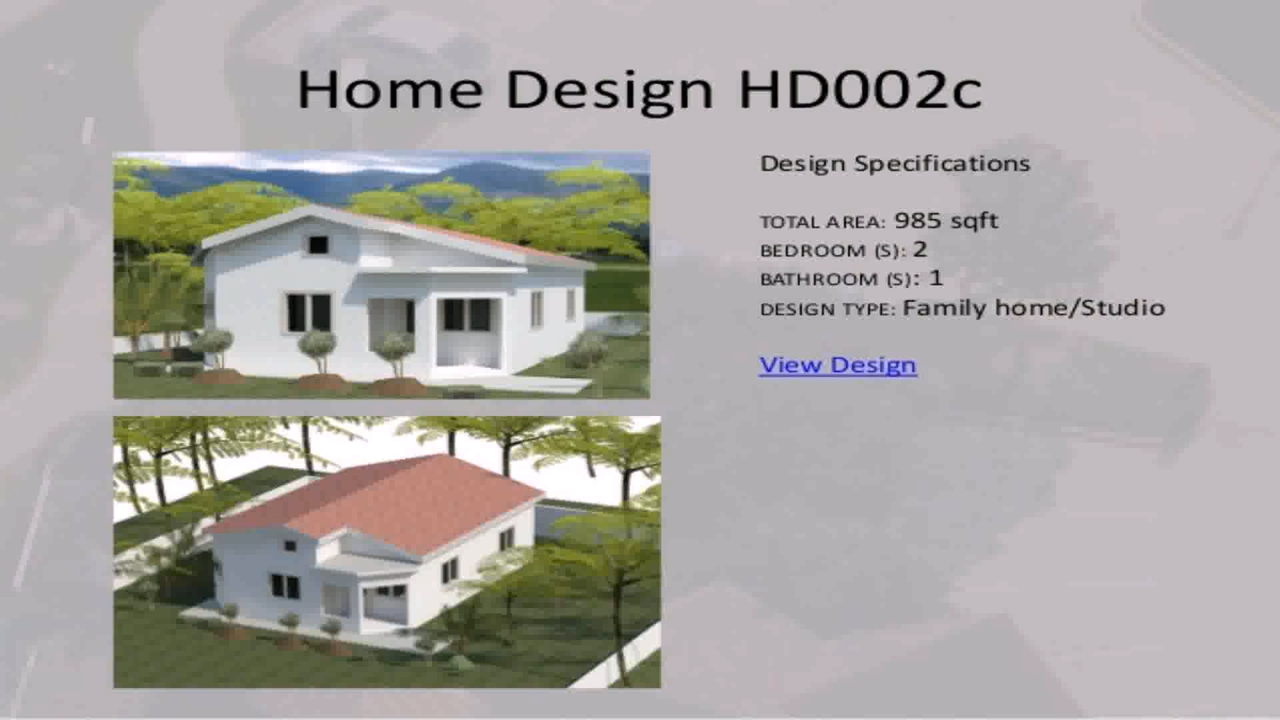 Home Design HD002c
Design Specifications
TOTAL AREA: 985 sqft
BEDROOM (S): 2
BATHROOM (S): 1
DESIGN TYPE: Family home/Studio
View Design